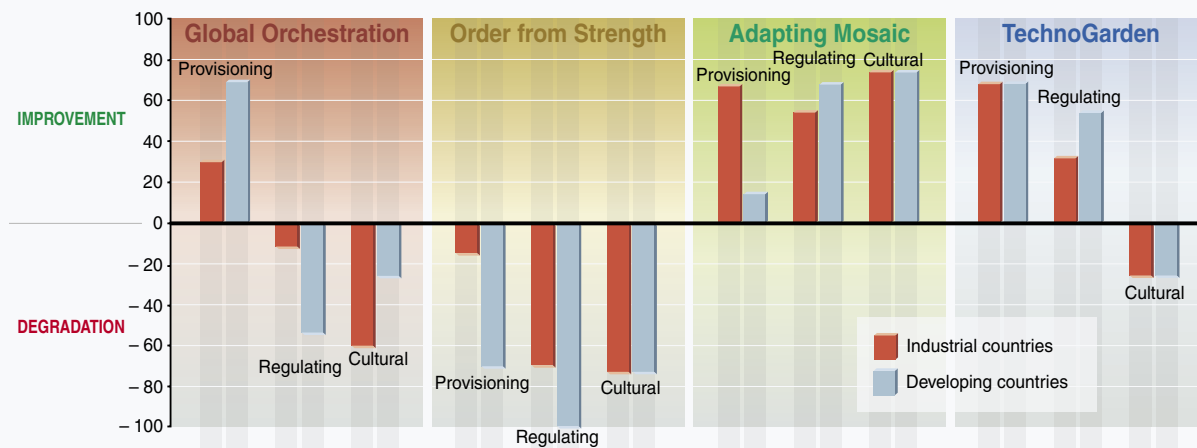 100
Global Orchestration
Order from Strength
Adapting Mosaic
TechnoGarden
80
Provisioning
Provisioning
Regulating
Cultural
Provisioning
Regulating
60
IMPROVEMENT
40
20
0
– 20
– 40
– 60
– 80
– 100
DEGRADATION
Regulating
Cultural
Provisioning
Regulating
Cultural
Cultural
Industrial countries
Developing countries